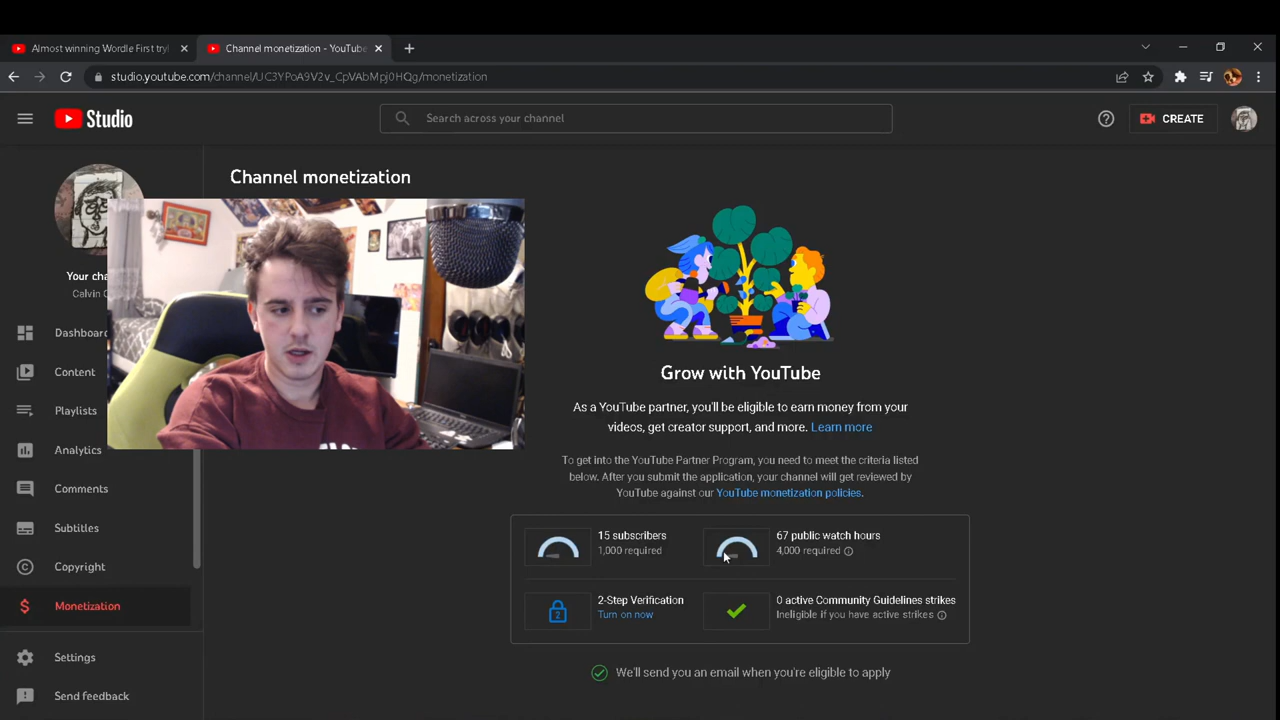 Almost winning Wordle First try!
Channel monetization - YouTube
studio.youtube.com/channel/UC3YPoA9V2v_CpVAbMpj0HQg/monetization
Studio
Search across your channel
CREATE
Channel monetization
Your cha
Calvin
Dashboard
Content
Playlists
Analytics
Comments
Subtitles
Copyright
Monetization
Settings
Send feedback
Grow with YouTube
As a YouTube partner, you'll be eligible to earn money from your
videos, get creator support, and more. Learn more
To get into the YouTube Partner Program, you need to meet the criteria listed
below. After you submit the application, your channel will get reviewed by
YouTube against our YouTube monetization policies.
15 subscribers
1,000 required
67 public watch hours
4,000 required
2-Step Verification
Turn on now
0 active Community Guidelines strikes
Ineligible if you have active strikes
We'll send you an email when you're eligible to apply